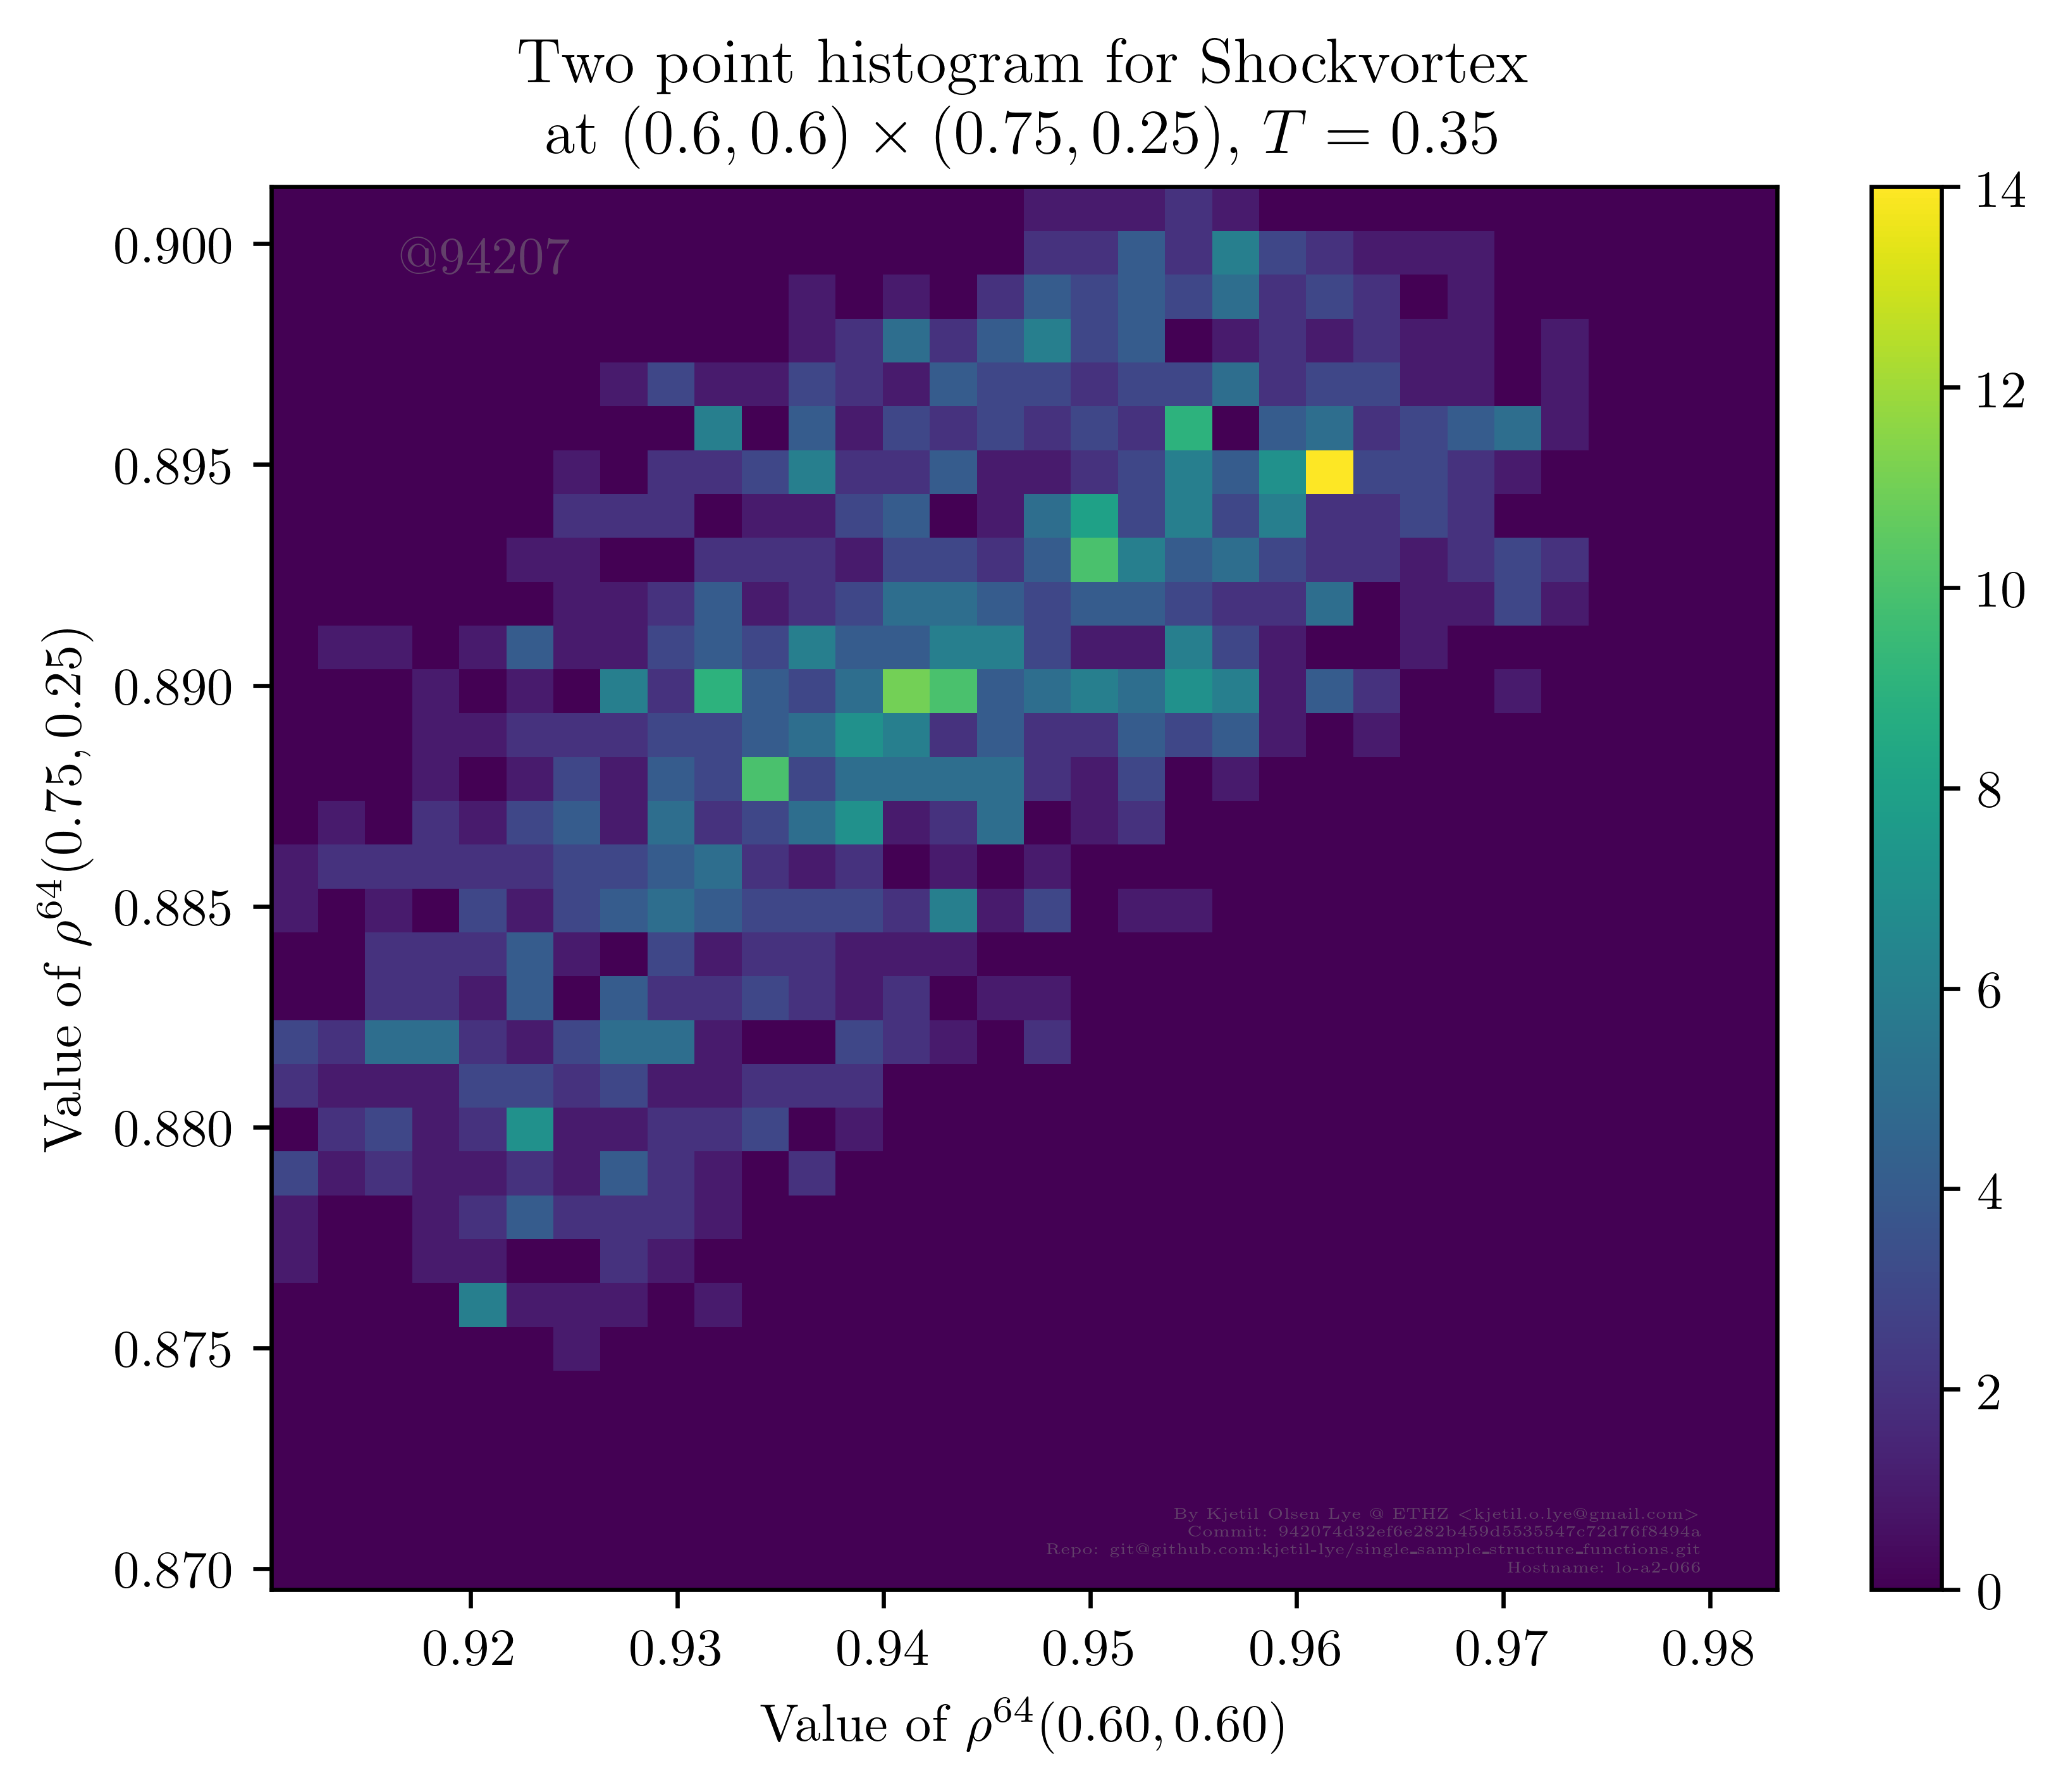 Two point histogram for Shockvortex
at (0.6, 0.6) × (0.75, 0.25), T = 0.35
@94207
0.900
0.895
0.890
0.885
0.880
0.875
0.870
Value of ρ^64(0.75, 0.25)
14
12
10
8
6
4
2
0
By Kjetil Olsen Lye @ ETHZ <kjetil.o.lye@gmail.com>
Commit: 942074d32ef6e282b459d5535547c72d76f8494a
Repo: git@github.com:kjetil-lye/single_sample_structure_functions.git
Hostname: lo-a2-066
0.92 0.93 0.94 0.95 0.96 0.97 0.98
Value of ρ^64(0.60, 0.60)